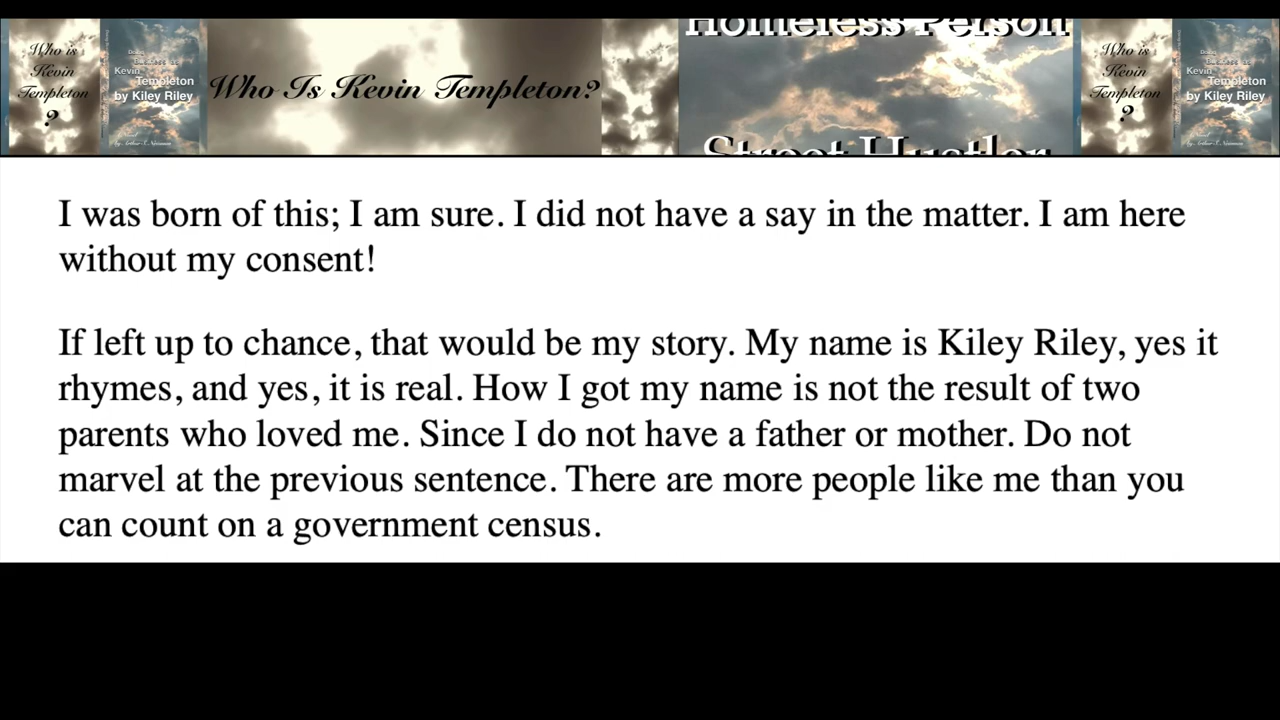 Homeless Person
Who is
Kevin
Templeton
?
Kevin
Templeton
by Kiley Riley
Who Is Kevin Templeton?
Street Hustler
Who is
Kevin
Templeton
?
Kevin
Templeton
by Kiley Riley
I was born of this; I am sure. I did not have a say in the matter. I am here
without my consent!
If left up to chance, that would be my story. My name is Kiley Riley, yes it
rhymes, and yes, it is real. How I got my name is not the result of two
parents who loved me. Since I do not have a father or mother. Do not
marvel at the previous sentence. There are more people like me than you
can count on a government census.